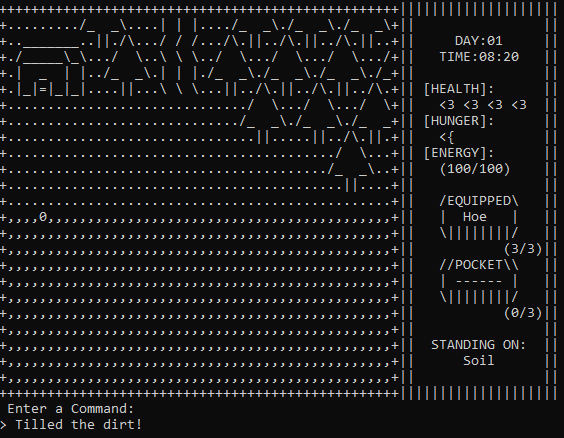 DAY:01
TIME:08:20
[HEALTH]:
<3 <3 <3 <3
[HUNGER]:
<{
[ENERGY]:
(100/100)
/EQUIPPED\
| Hoe |
\||||||||/
(3/3)
//POCKET\\
| ------ |
\||||||||/
(0/3)
STANDING ON:
Soil
Enter a Command:
> Tilled the dirt!